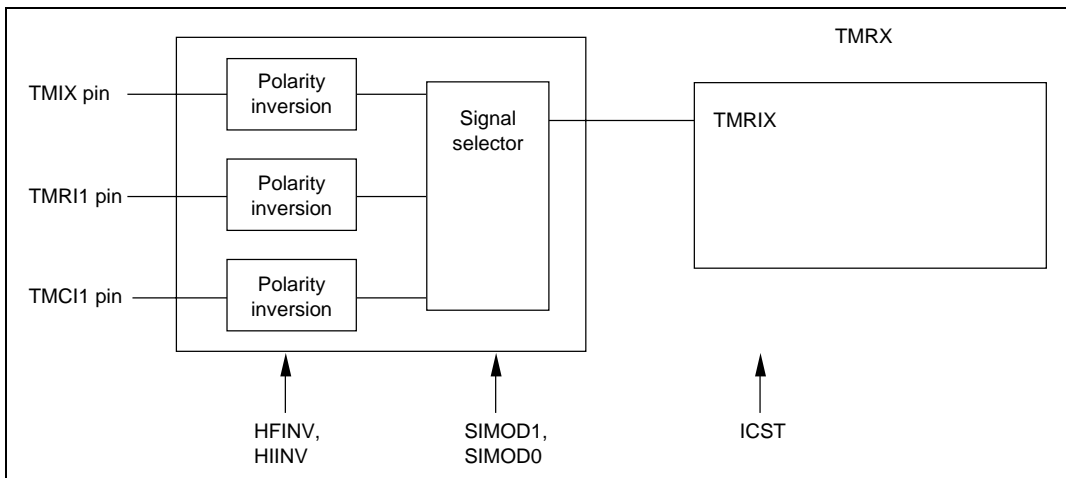 TMRX
TMIX pin
Polarity
inversion
Signal
selector
TMRIX
TMRI1 pin
Polarity
inversion
TMCI1 pin
Polarity
inversion
HFINV,
HIINV
SIMOD1,
SIMOD0
ICST